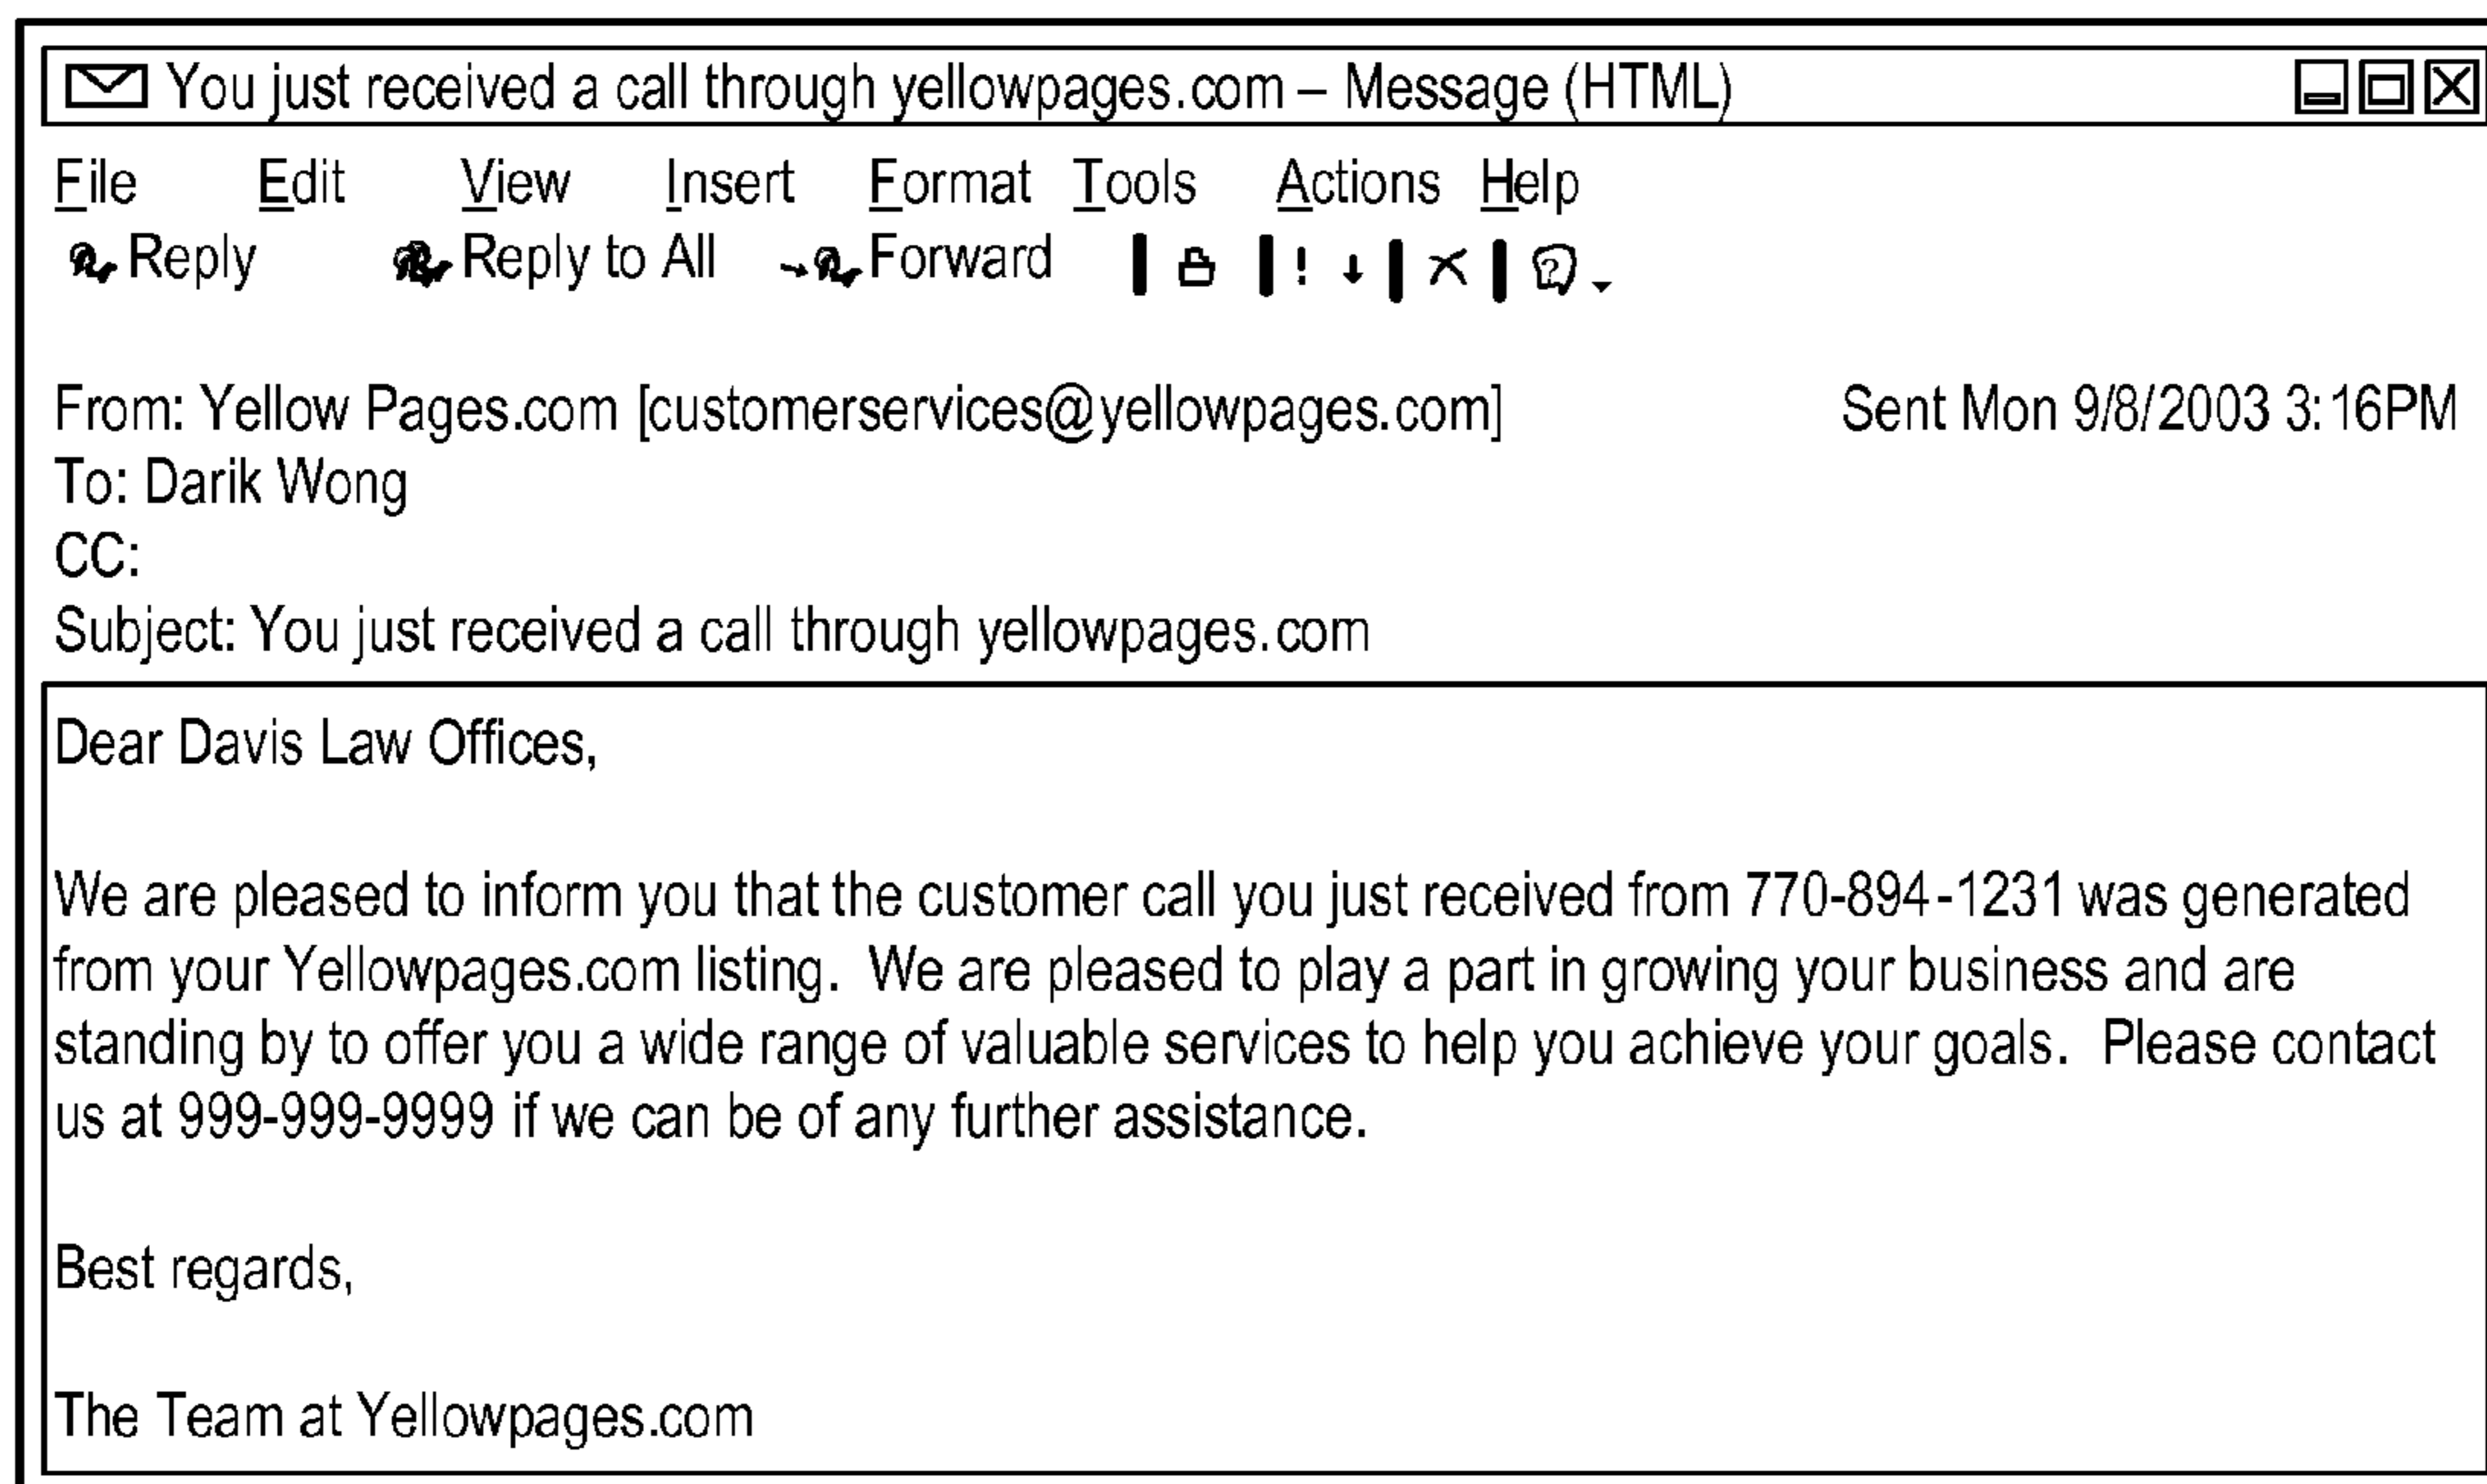 You just received a call through yellowpages.com – Message (HTML)
File Edit View Insert Format Tools Actions Help
Reply Reply to All Forward ! ?
From: Yellow Pages.com [customerservices@yellowpages.com] Sent Mon 9/8/2003 3:16PM
To: Darik Wong
CC:
Subject: You just received a call through yellowpages.com
Dear Davis Law Offices,
We are pleased to inform you that the customer call you just received from 770-894-1231 was generated
from your Yellowpages.com listing. We are pleased to play a part in growing your business and are
standing by to offer you a wide range of valuable services to help you achieve your goals. Please contact
us at 999-999-9999 if we can be of any further assistance.
Best regards,
The Team at Yellowpages.com